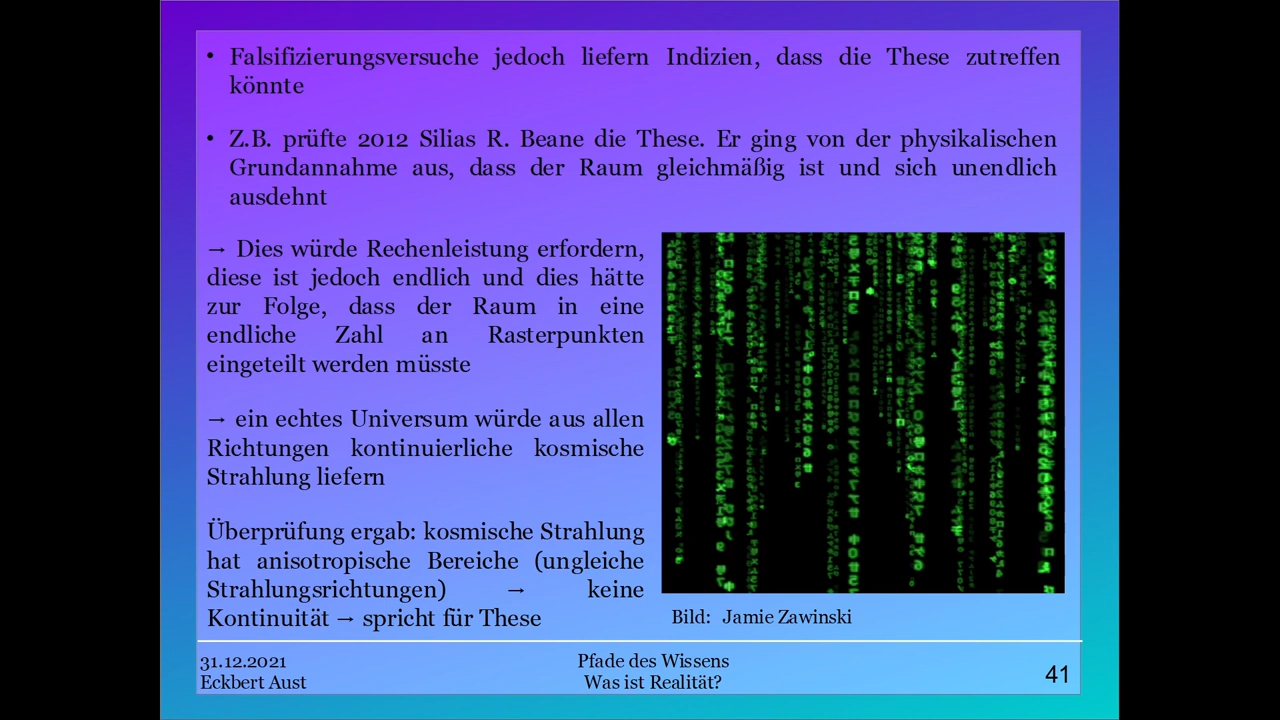 • Falsifizierungsversuche jedoch liefern Indizien, dass die These zutreffen
könnte
• Z.B. prüfte 2012 Silias R. Beane die These. Er ging von der physikalischen
Grundannahme aus, dass der Raum gleichmäßig ist und sich unendlich
ausdehnt
→ Dies würde Rechenleistung erfordern,
diese ist jedoch endlich und dies hätte
zur Folge, dass der Raum in eine
endliche Zahl an Rasterpunkten
eingeteilt werden müsste
→ ein echtes Universum würde aus allen
Richtungen kontinuierliche kosmische
Strahlung liefern
Überprüfung ergab: kosmische Strahlung
hat anisotropische Bereiche (ungleiche
Strahlungsrichtungen) → keine
Kontinuität → spricht für These
Bild: Jamie Zawinski
31.12.2021
Eckbert Aust
Pfade des Wissens
Was ist Realität?
41